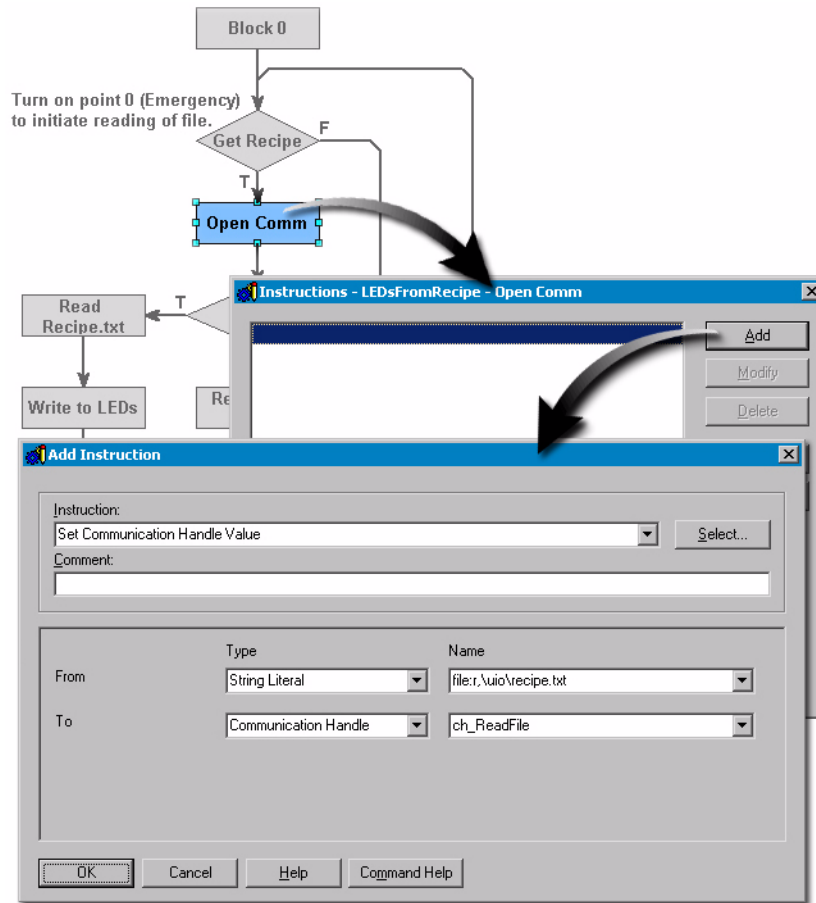 Block 0
Turn on point 0 (Emergency)
to initiate reading of file.
Get Recipe
F
T
Open Comm
Instructions - LEDsFromRecipe - Open Comm
Read
Recipe.txt
T
Add
Modify
Delete
Write to LEDs
Re
Add Instruction
Instruction:
Set Communication Handle Value
Select...
Comment:
Type
Name
From
String Literal
file:r,\uio\recipe.txt
To
Communication Handle
ch_ReadFile
OK
Cancel
Help
Command Help